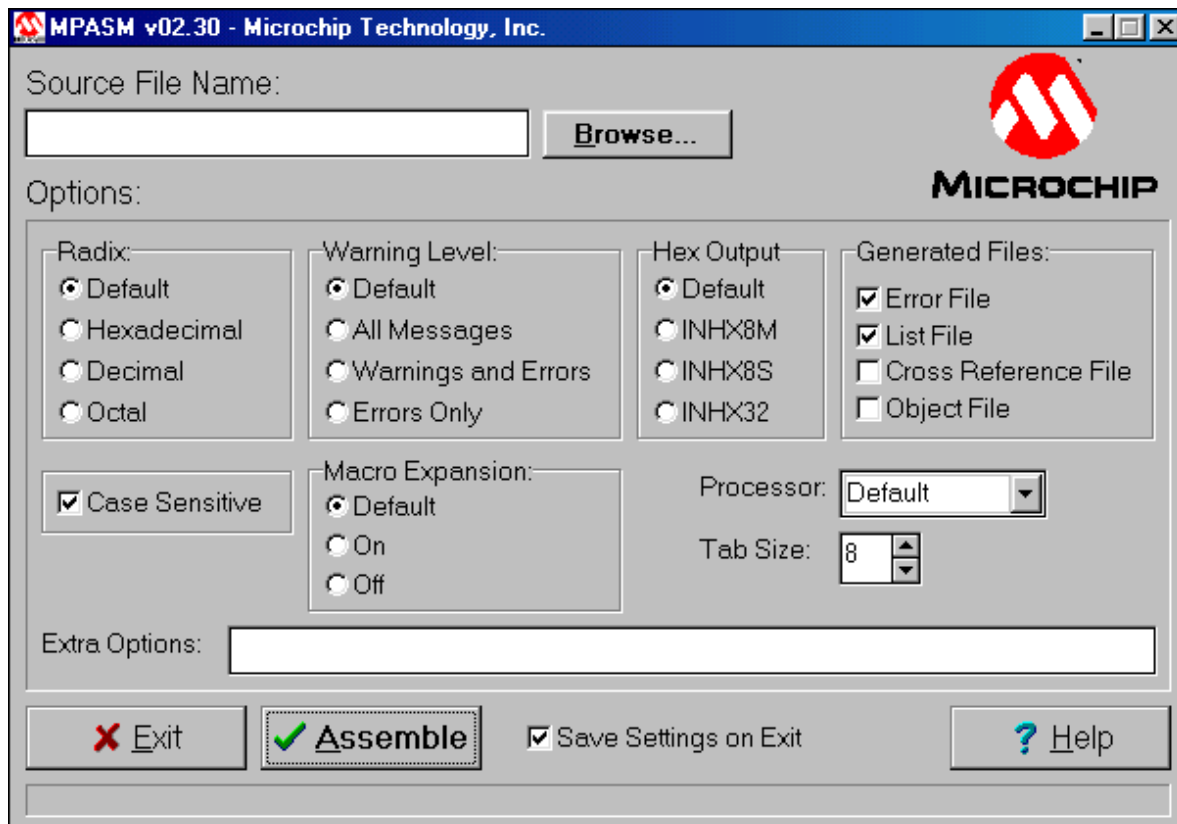 MPASM v02.30 - Microchip Technology, Inc.
Source File Name:
Browse...
MICROCHIP
Options:
Radix:
Default
Hexadecimal
Decimal
Octal
Warning Level:
Default
All Messages
Warnings and Errors
Errors Only
Hex Output
Default
INHX8M
INHX8S
INHX32
Generated Files:
Error File
List File
Cross Reference File
Object File
Case Sensitive
Macro Expansion:
Default
On
Off
Processor: Default
Tab Size: 8
Extra Options:
Exit
Assemble
Save Settings on Exit
? Help